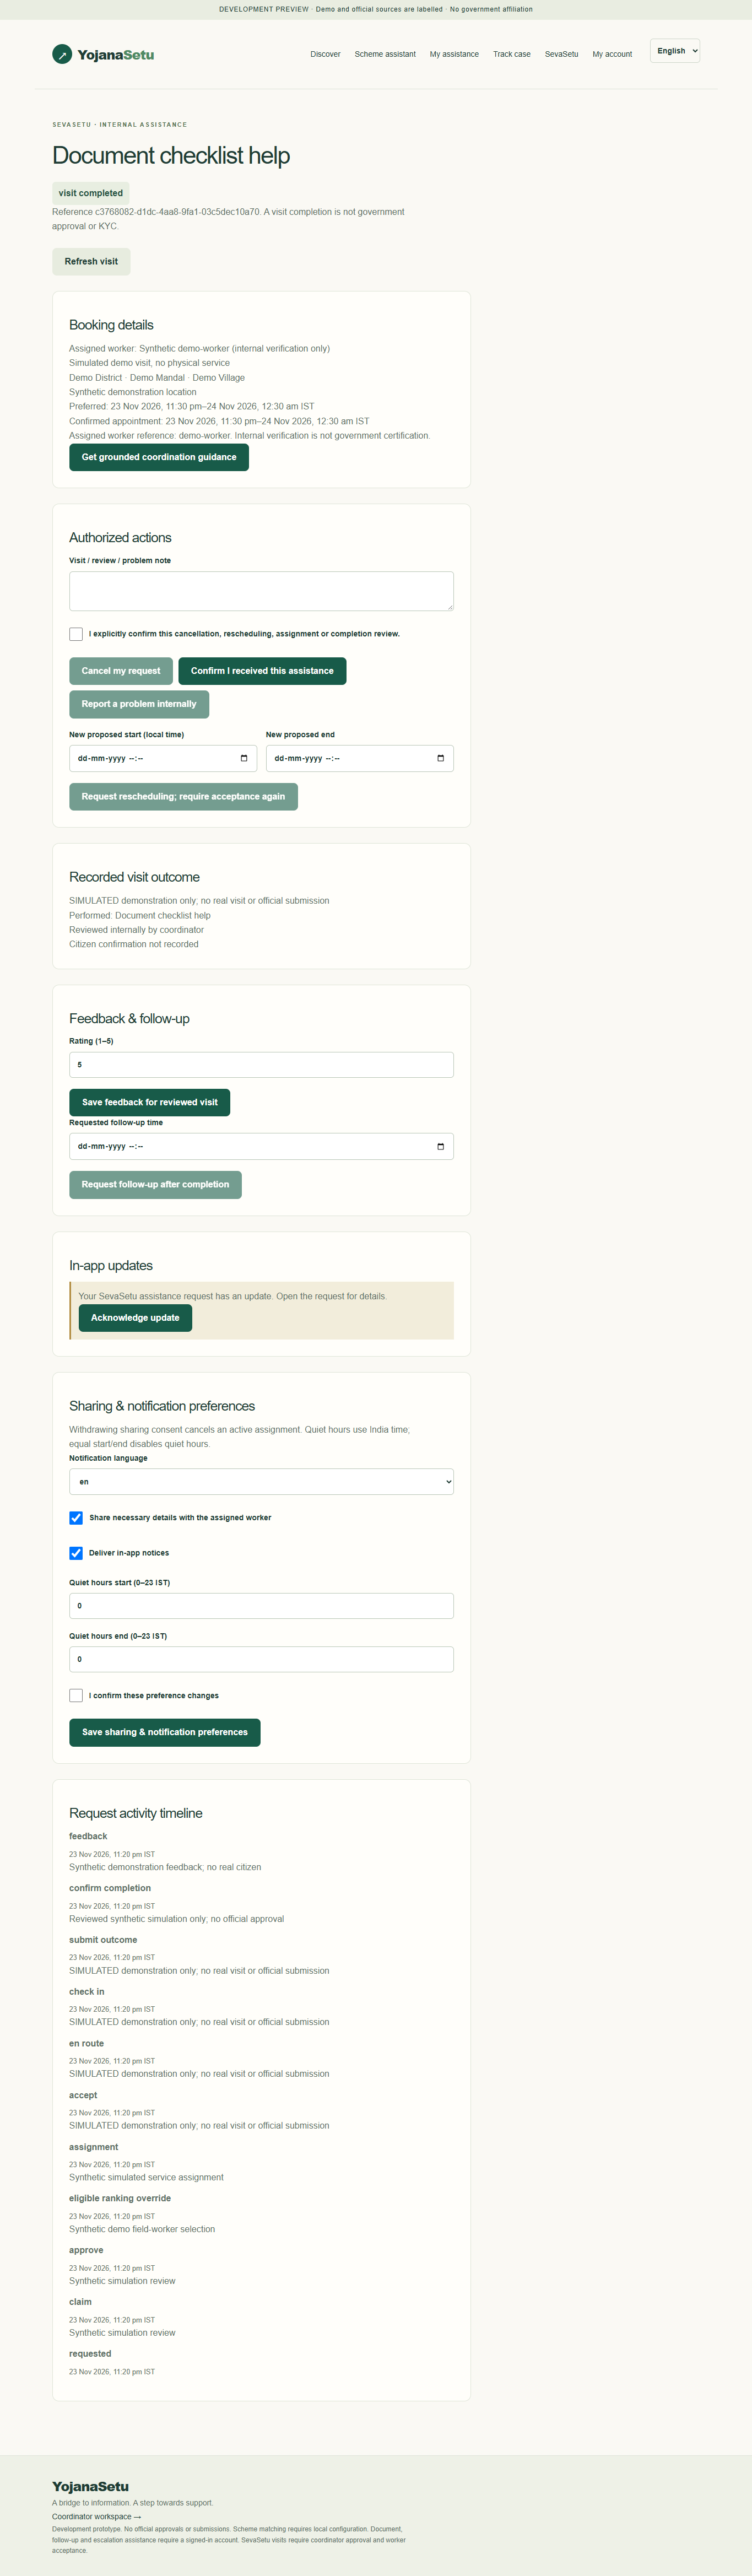 DEVELOPMENT PREVIEW · Demo and official sources are labelled · No government affiliation
YojanaSetu
Discover
Scheme assistant
My assistance
Track case
SevaSetu
My account
English
SEVASETU · INTERNAL ASSISTANCE
Document checklist help
visit completed
Reference c3768082-d1dc-4aa8-9fa1-03c5dec10a70. A visit completion is not government
approval or KYC.
Refresh visit
Booking details
Assigned worker: Synthetic demo-worker (internal verification only)
Simulated demo visit, no physical service
Demo District · Demo Mandal · Demo Village
Synthetic demonstration location
Preferred: 23 Nov 2026, 11:30 pm–24 Nov 2026, 12:30 am IST
Confirmed appointment: 23 Nov 2026, 11:30 pm–24 Nov 2026, 12:30 am IST
Assigned worker reference: demo-worker. Internal verification is not government certification.
Get grounded coordination guidance
Authorized actions
Visit / review / problem note
I explicitly confirm this cancellation, rescheduling, assignment or completion review.
Cancel my request
Confirm I received this assistance
Report a problem internally
New proposed start (local time)
New proposed end
dd-mm-yyyy --:--
dd-mm-yyyy --:--
Request rescheduling; require acceptance again
Recorded visit outcome
SIMULATED demonstration only; no real visit or official submission
Performed: Document checklist help
Reviewed internally by coordinator
Citizen confirmation not recorded
Feedback & follow-up
Rating (1–5)
5
Save feedback for reviewed visit
Requested follow-up time
dd-mm-yyyy --:--
Request follow-up after completion
In-app updates
Your SevaSetu assistance request has an update. Open the request for details.
Acknowledge update
Sharing & notification preferences
Withdrawing sharing consent cancels an active assignment. Quiet hours use India time;
equal start/end disables quiet hours.
Notification language
en
Share necessary details with the assigned worker
Deliver in-app notices
Quiet hours start (0–23 IST)
0
Quiet hours end (0–23 IST)
0
I confirm these preference changes
Save sharing & notification preferences
Request activity timeline
feedback
23 Nov 2026, 11:20 pm IST
Synthetic demonstration feedback; no real citizen
confirm completion
23 Nov 2026, 11:20 pm IST
Reviewed synthetic simulation only; no official approval
submit outcome
23 Nov 2026, 11:20 pm IST
SIMULATED demonstration only; no real visit or official submission
check in
23 Nov 2026, 11:20 pm IST
SIMULATED demonstration only; no real visit or official submission
en route
23 Nov 2026, 11:20 pm IST
SIMULATED demonstration only; no real visit or official submission
accept
23 Nov 2026, 11:20 pm IST
SIMULATED demonstration only; no real visit or official submission
assignment
23 Nov 2026, 11:20 pm IST
Synthetic simulated service assignment
eligible ranking override
23 Nov 2026, 11:20 pm IST
Synthetic demo field-worker selection
approve
23 Nov 2026, 11:20 pm IST
Synthetic simulation review
claim
23 Nov 2026, 11:20 pm IST
Synthetic simulation review
requested
23 Nov 2026, 11:20 pm IST
YojanaSetu
A bridge to information. A step towards support.
Coordinator workspace →
Development prototype. No official approvals or submissions. Scheme matching requires local configuration. Document,
follow-up and escalation assistance require a signed-in account. SevaSetu visits require coordinator approval and worker
acceptance.